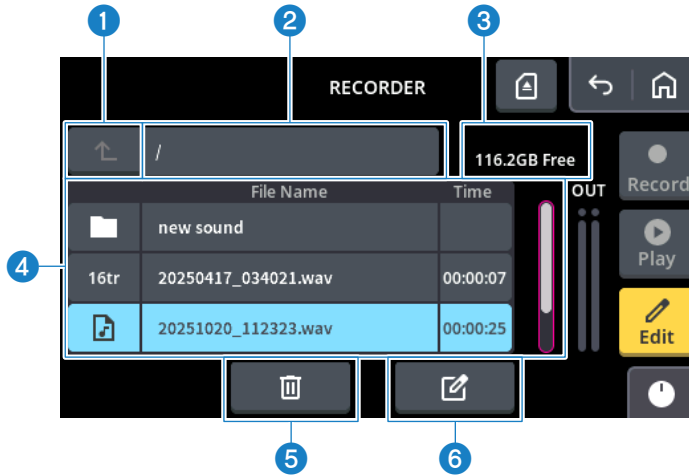 1 2 3
RECORDER
/
116.2GB Free
File Name Time OUT Record
new sound
4
16tr 20250417_034021.wav 00:00:07 Play
20251020_112323.wav 00:00:25 Edit
5 6